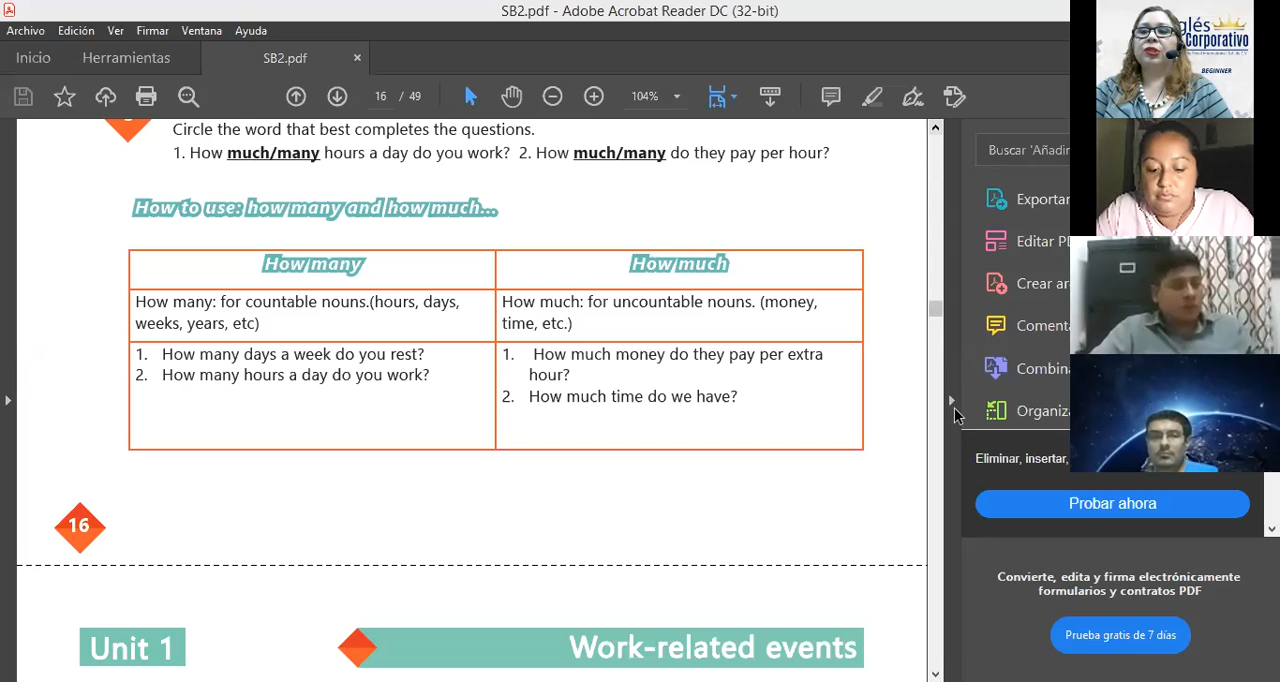 SB2.pdf - Adobe Acrobat Reader DC (32-bit)
Archivo Edición Ver Firmar Ventana Ayuda
Inicio Herramientas SB2.pdf ×
16 / 49 104%
Circle the word that best completes the questions.
1. How much/many hours a day do you work? 2. How much/many do they pay per hour?
How to use: how many and how much...
How many How much
How many: for countable nouns.(hours, days,
weeks, years, etc)
How much: for uncountable nouns. (money,
time, etc.)
1. How many days a week do you rest?
2. How many hours a day do you work?
1. How much money do they pay per extra
hour?
2. How much time do we have?
16
Unit 1 Work-related events
Buscar 'Añadi
Exportar
Editar PD
Crear ar
Comenta
Combina
Organiza
Eliminar, insertar,
Probar ahora
Convierte, edita y firma electrónicamente
formularios y contratos PDF
Prueba gratis de 7 días
glés
Corporativo
BEGINNER